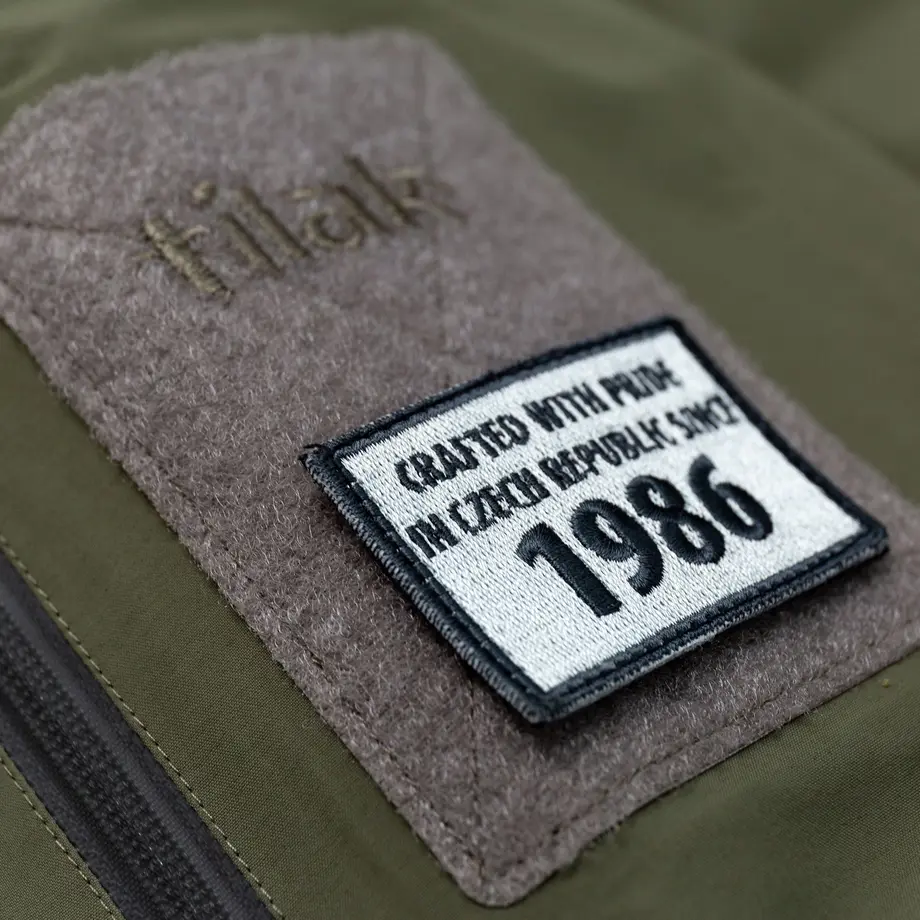 tilak
CRAFTED WITH PRIDE
IN CZECH REPUBLIC SINCE
1986